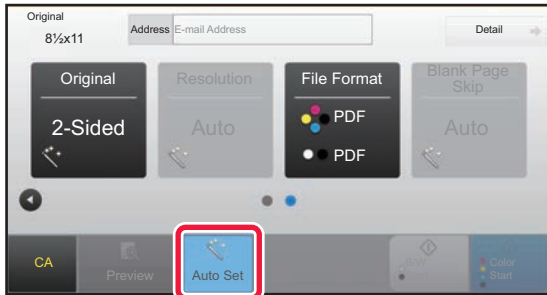 Original
8½x11
Address
E-mail Address
Detail
Original
2-Sided
Resolution
Auto
File Format
PDF
PDF
Blank Page
Skip
Auto
CA
Preview
Auto Set
B/W
Start
Color
Start